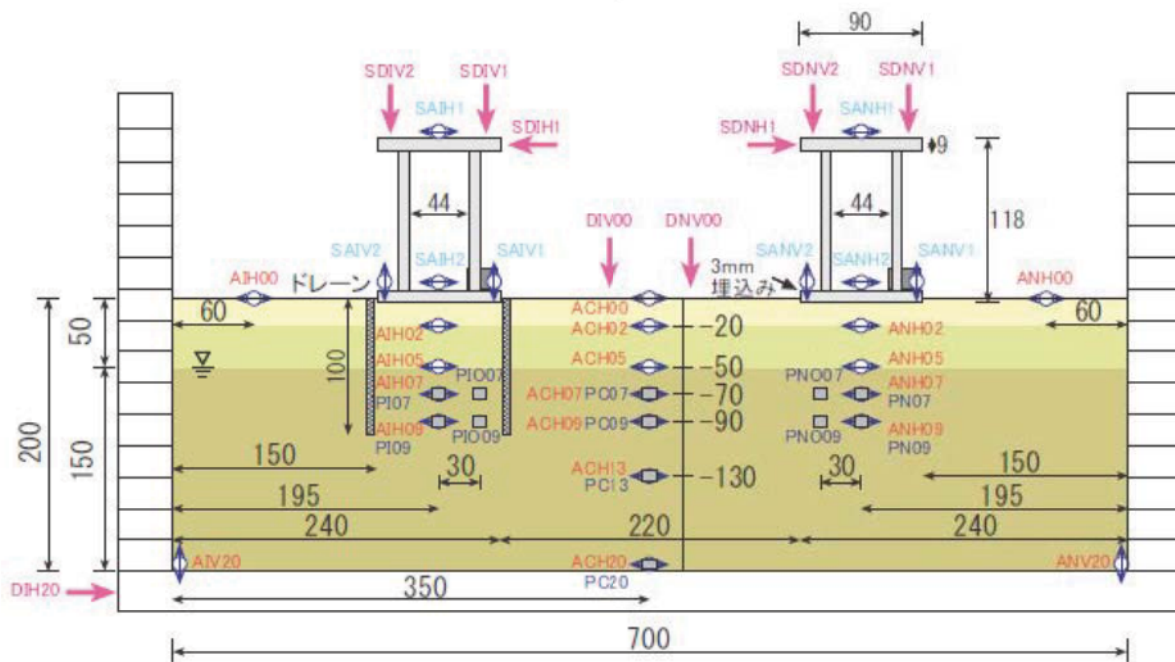 90
SDIV2 SDIV1 SDNV2 SDNV1
SAIH1 SANH1
SDIH1 SDNH1
9
44 44
118
DIV00 DNV00
SAIV2 SAIH2 SAIV1 SANV2 SANH2 SANV1
AIH00 ドレーン 3mm ANH00
埋込み
60 ACH00 60
50 AIH02 ACH02 -20 ANH02
AIH05 ACH05 -50 ANH05
100 AIH07 PIO07 PNO07 ANH07
PI07 ACH07 PC07 -70 PN07
AIH09 ACH09 PC09 -90 ANH09
PI09 PIO09 PNO09 PN09
200 150
150 30 ACH13 -130 30 150
PC13
195 195
240 220 240
AIV20 ACH20 ANV20
DIH20 PC20
350
700